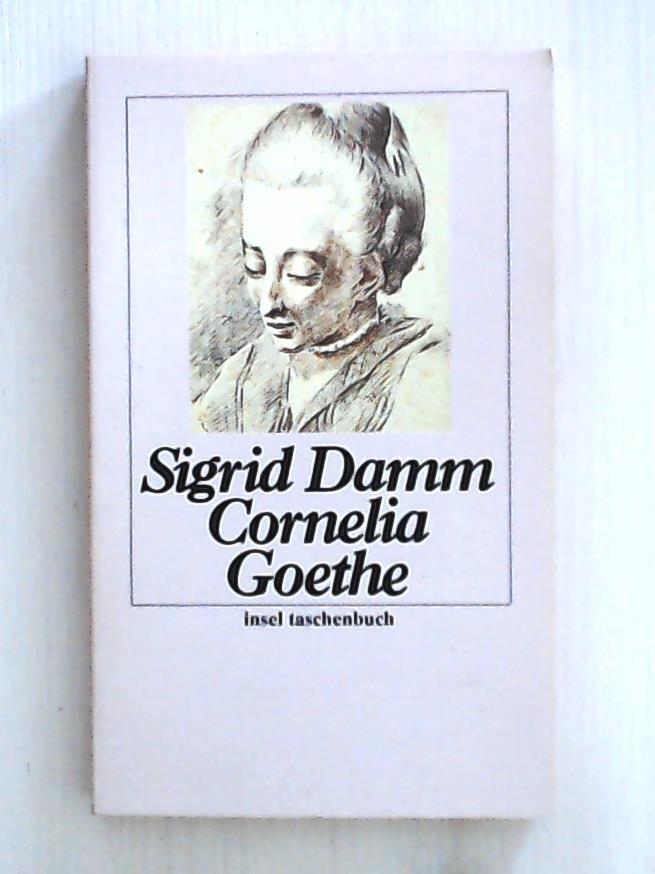 Sigrid Damm
Cornelia
Goethe
insel taschenbuch